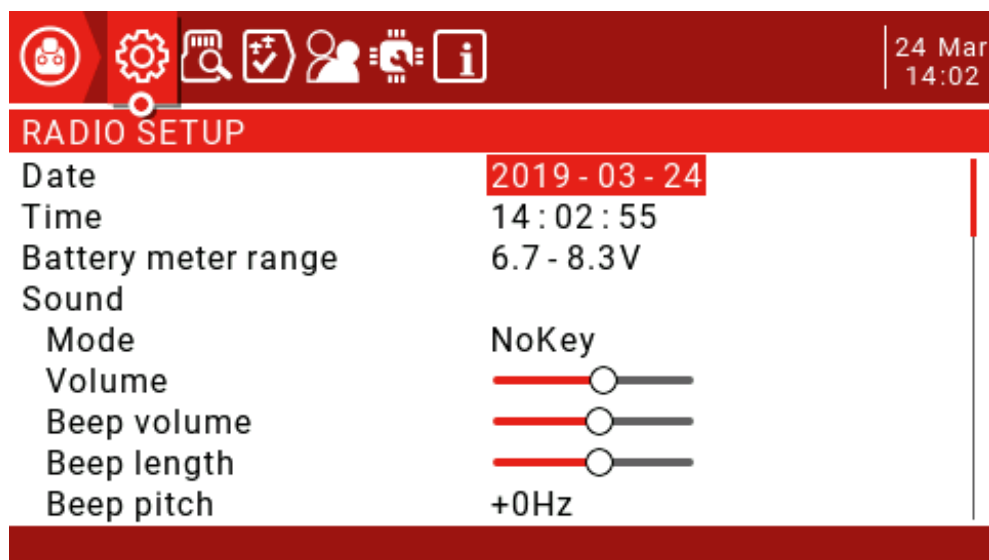 24 Mar
14:02
RADIO SETUP
Date 2019 - 03 - 24
Time 14 : 02 : 55
Battery meter range 6.7 - 8.3V
Sound
Mode NoKey
Volume
Beep volume
Beep length
Beep pitch +0Hz